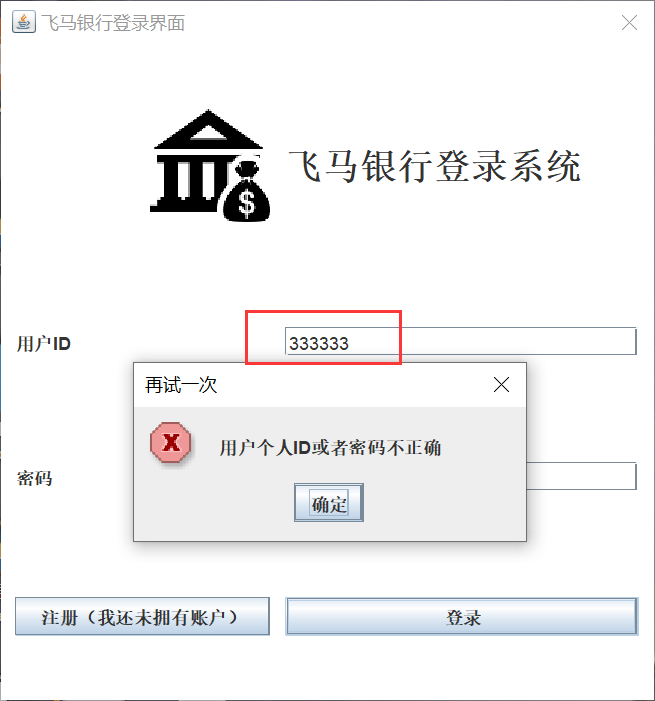 飞马银行登录界面
$
飞马银行登录系统
用户ID
333333
再试一次
X
用户个人ID或者密码不正确
确定
密码
注册（我还未拥有账户）
登录